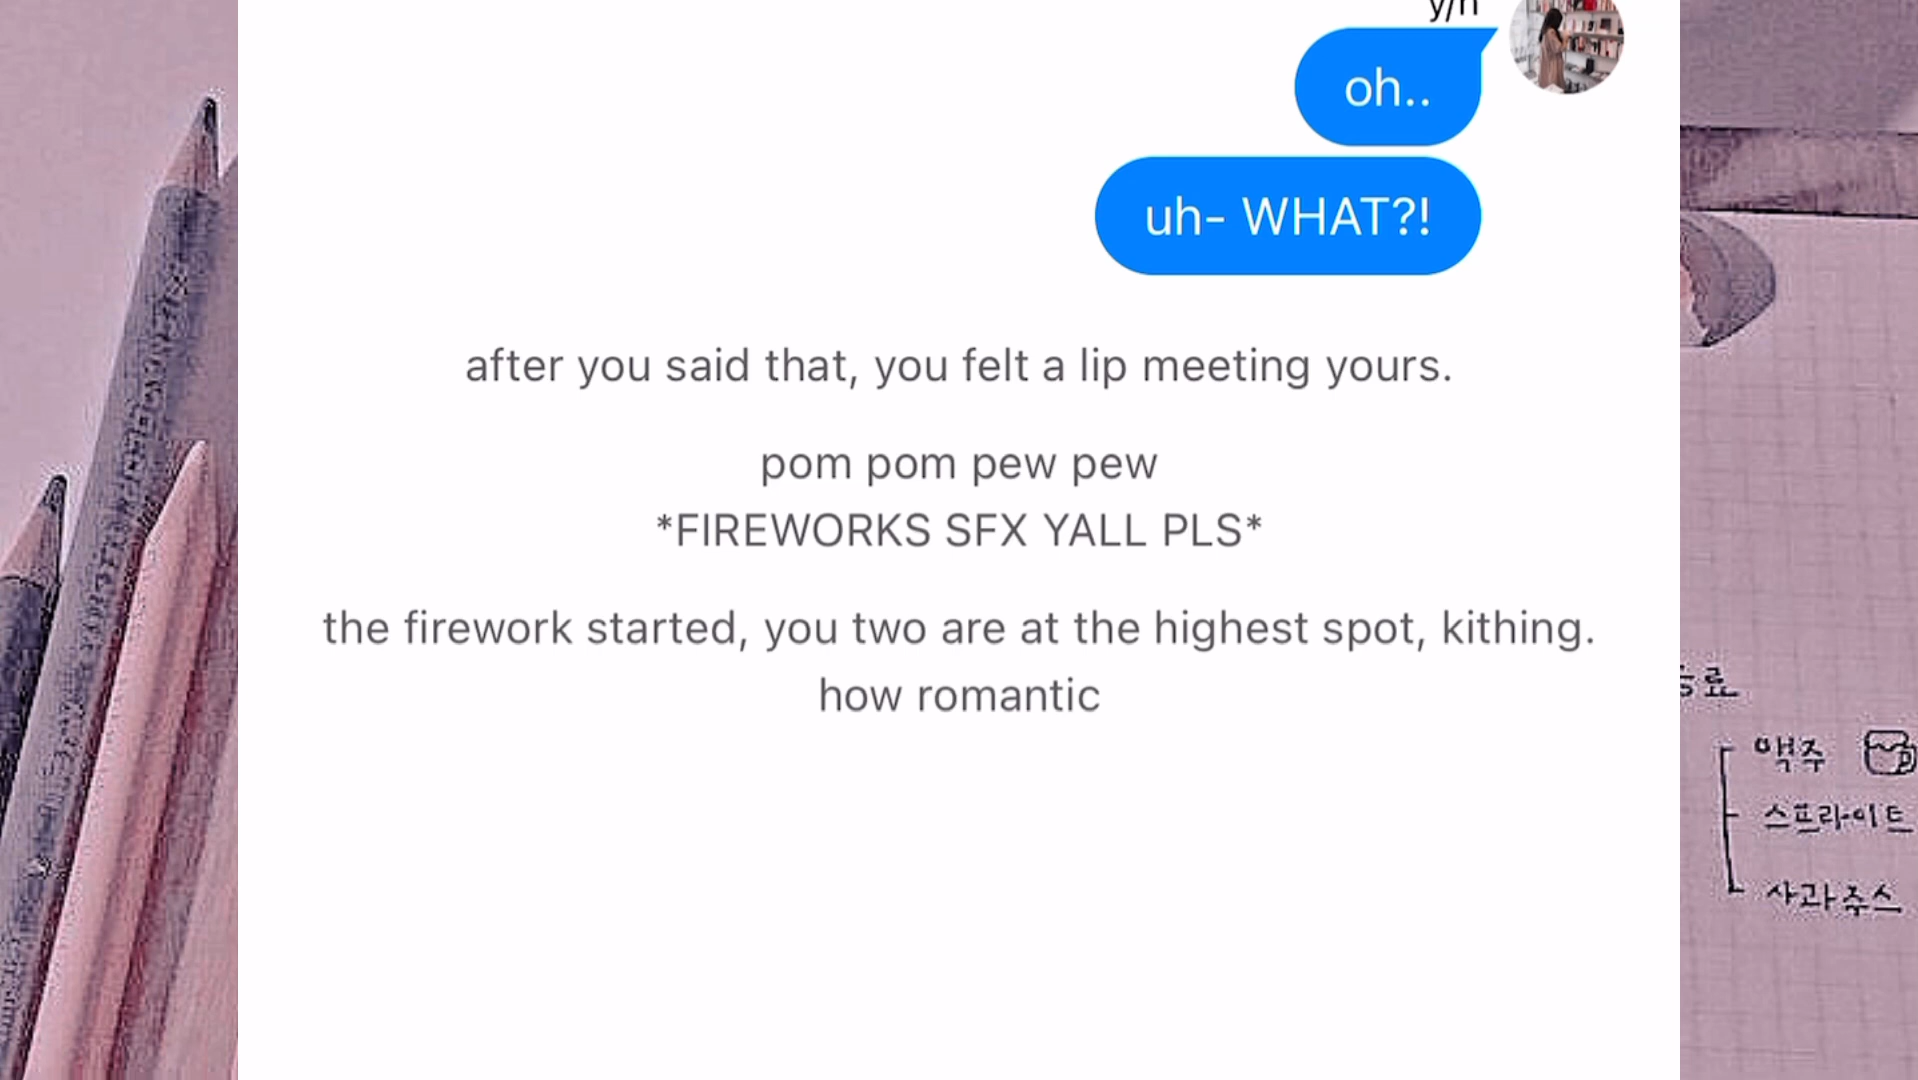 y/n
oh..
uh- WHAT?!
after you said that, you felt a lip meeting yours.
pom pom pew pew
*FIREWORKS SFX YALL PLS*
the firework started, you two are at the highest spot, kithing.
how romantic
맥주
스프라이트
사과주스